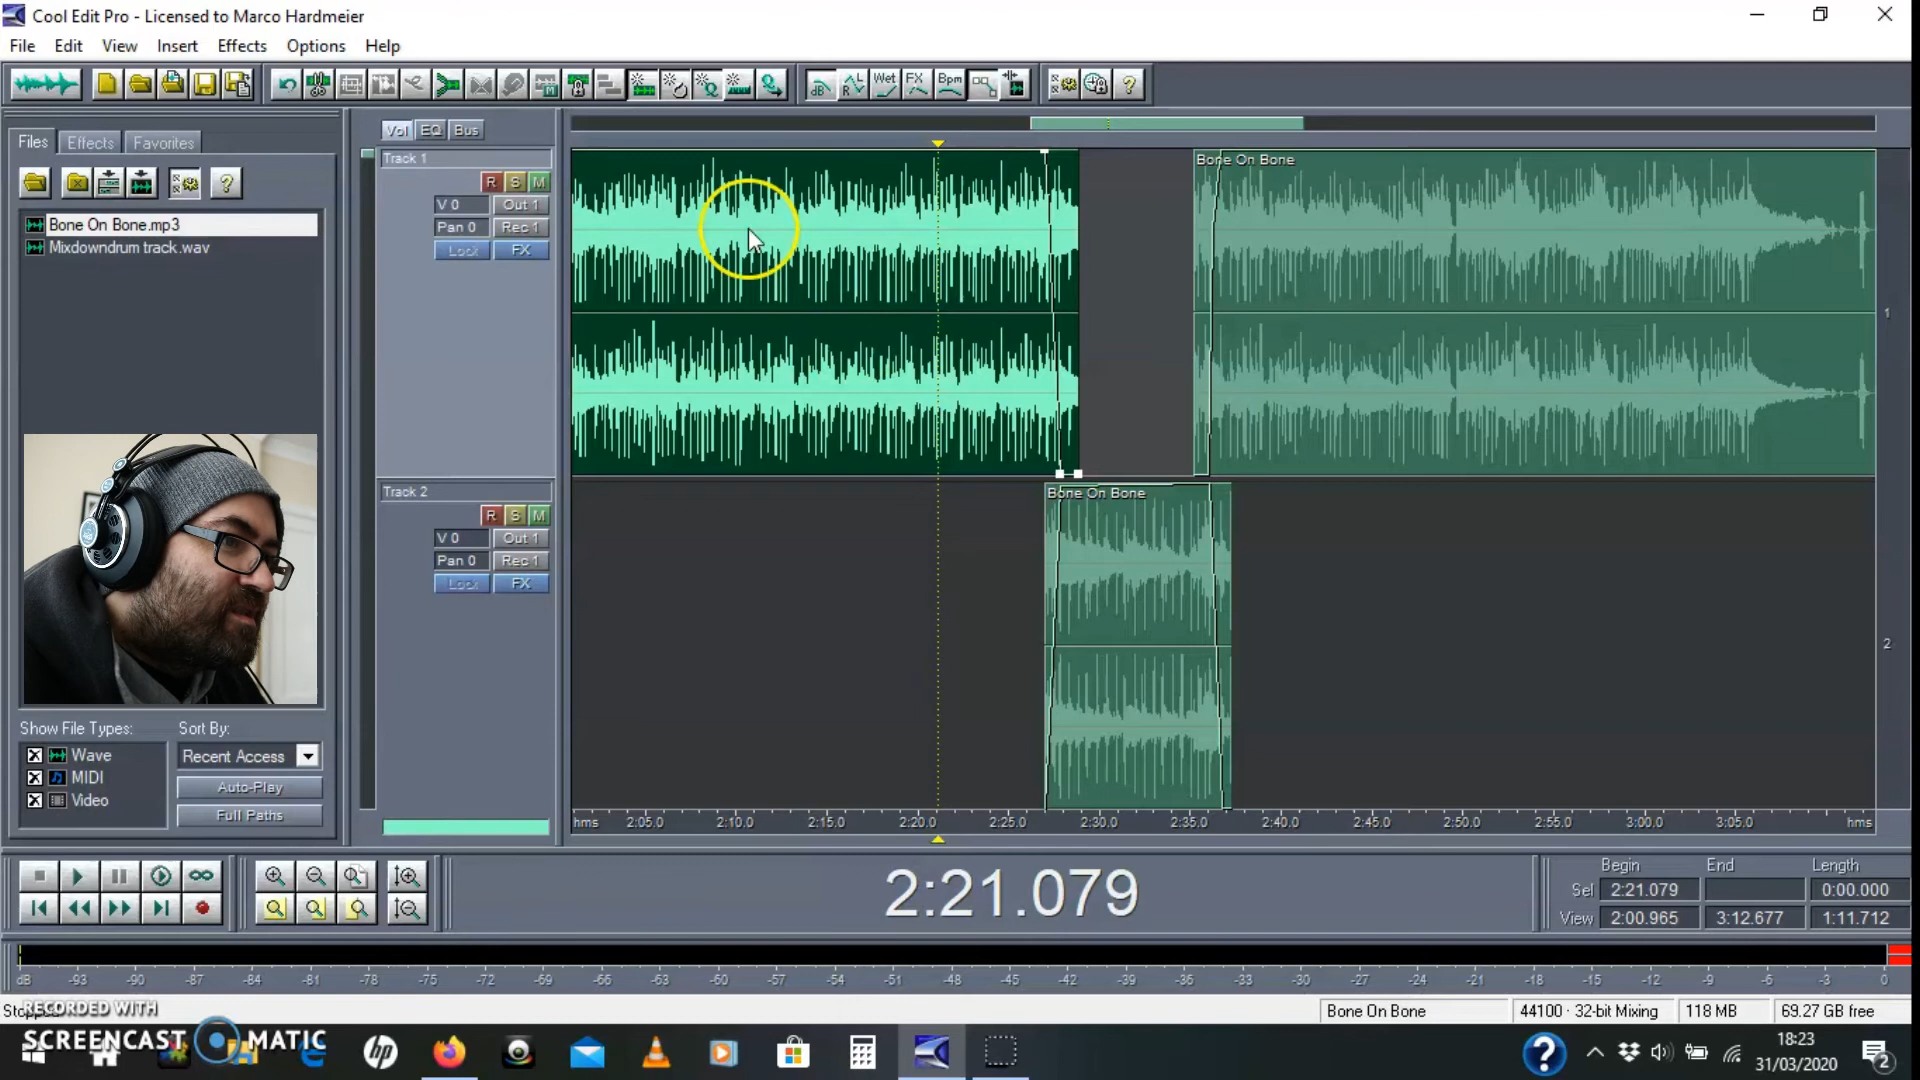 Cool Edit Pro - Licensed to Marco Hardmeier
File Edit View Insert Effects Options Help
Wet FX Bpm
dB L R
Files Effects Favorites
Vol EQ Bus
Bone On Bone.mp3
Mixdowndrum track.wav
Track 1
R S M
V 0 Out 1
Pan 0 Rec 1
Lock FX
Bone On Bone
1
Track 2
R S M
V 0 Out 1
Pan 0 Rec 1
Lock FX
Bone On Bone
2
Show File Types: Sort By:
Wave Recent Access
MIDI Auto-Play
Video Full Paths
hms 2:05.0 2:10.0 2:15.0 2:20.0 2:25.0 2:30.0 2:35.0 2:40.0 2:45.0 2:50.0 2:55.0 3:00.0 3:05.0 hms
2:21.079
Begin End Length
Sel 2:21.079 0:00.000
View 2:00.965 3:12.677 1:11.712
dB -93 -87 -84 -81 -78 -75 -72 -69 -66 -63 -60 -57 -54 -51 -48 -45 -42 -39 -36 -33 -30 -27 -24 -21 -18 -15 -12 -9 -6 -3 0
RECORDED WITH
SCREENCAST MATIC
Bone On Bone 44100 · 32-bit Mixing 118 MB 69.27 GB free
hp
18:23
31/03/2020
2